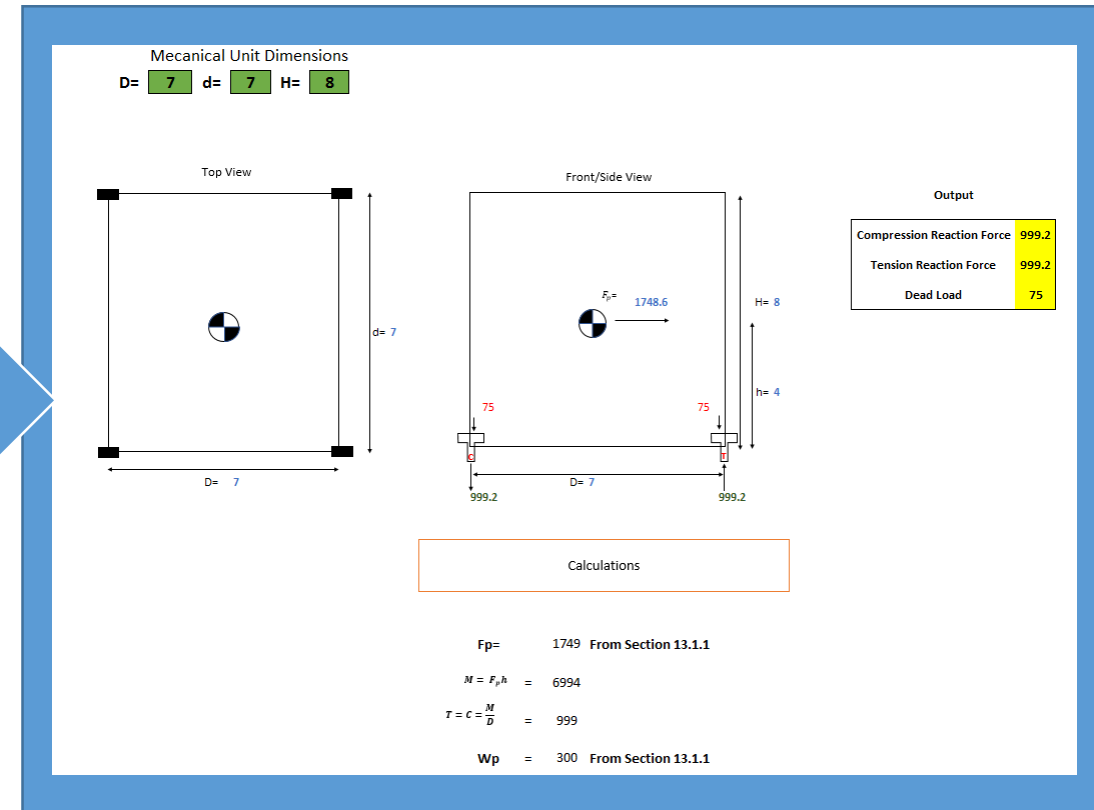 Mecanical Unit Dimensions
D= 7 d= 7 H= 8
Top View
d= 7
D= 7
Front/Side View
Fₚ= 1748.6
H= 8
h= 4
75 75
C T
D= 7
999.2 999.2
Output
Compression Reaction Force 999.2
Tension Reaction Force 999.2
Dead Load 75
Calculations
Fp= 1749 From Section 13.1.1
M = Fₚh = 6994
T = C = M/D = 999
Wp = 300 From Section 13.1.1